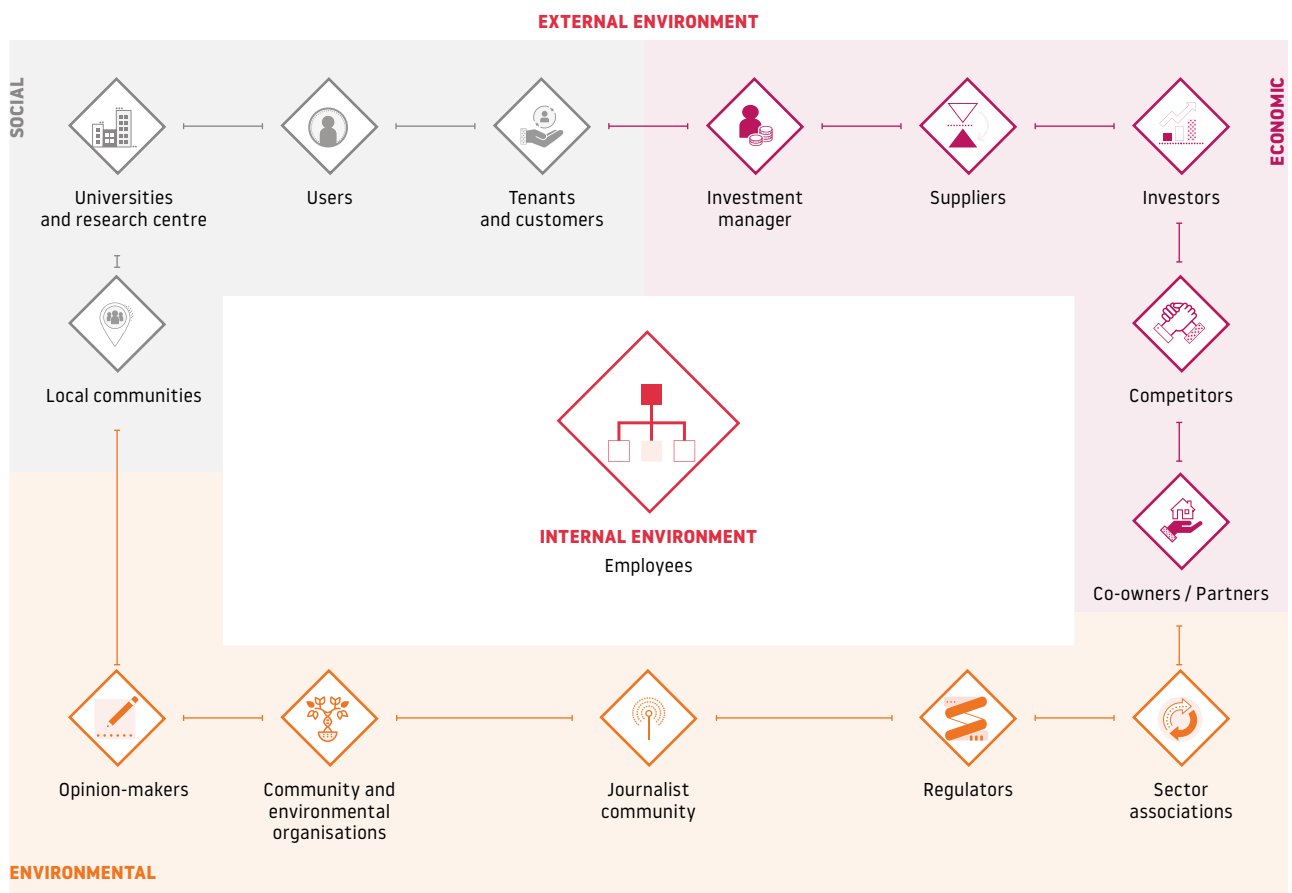 EXTERNAL ENVIRONMENT
SOCIAL
ECONOMIC
Universities
and research centre
Users
Tenants
and customers
Investment
manager
Suppliers
Investors
Local communities
Competitors
INTERNAL ENVIRONMENT
Employees
Co-owners / Partners
Opinion-makers
Community and
environmental
organisations
Journalist
community
Regulators
Sector
associations
ENVIRONMENTAL